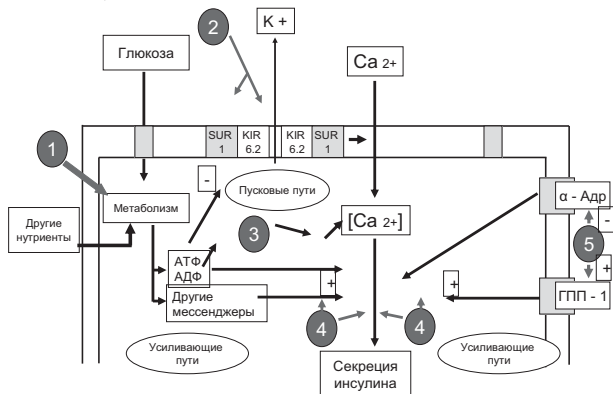 K +
2
Глюкоза
Ca 2+
SUR
1
KIR
6.2
KIR
6.2
SUR
1
1
-
Пусковые пути
Метаболизм
α - Адр
-
Другие
нутриенты
3
[Ca 2+]
5
АТФ
АДФ
+
+
+
ГПП - 1
Другие
мессенджеры
4
4
Усиливающие
пути
Секреция
инсулина
Усиливающие
пути